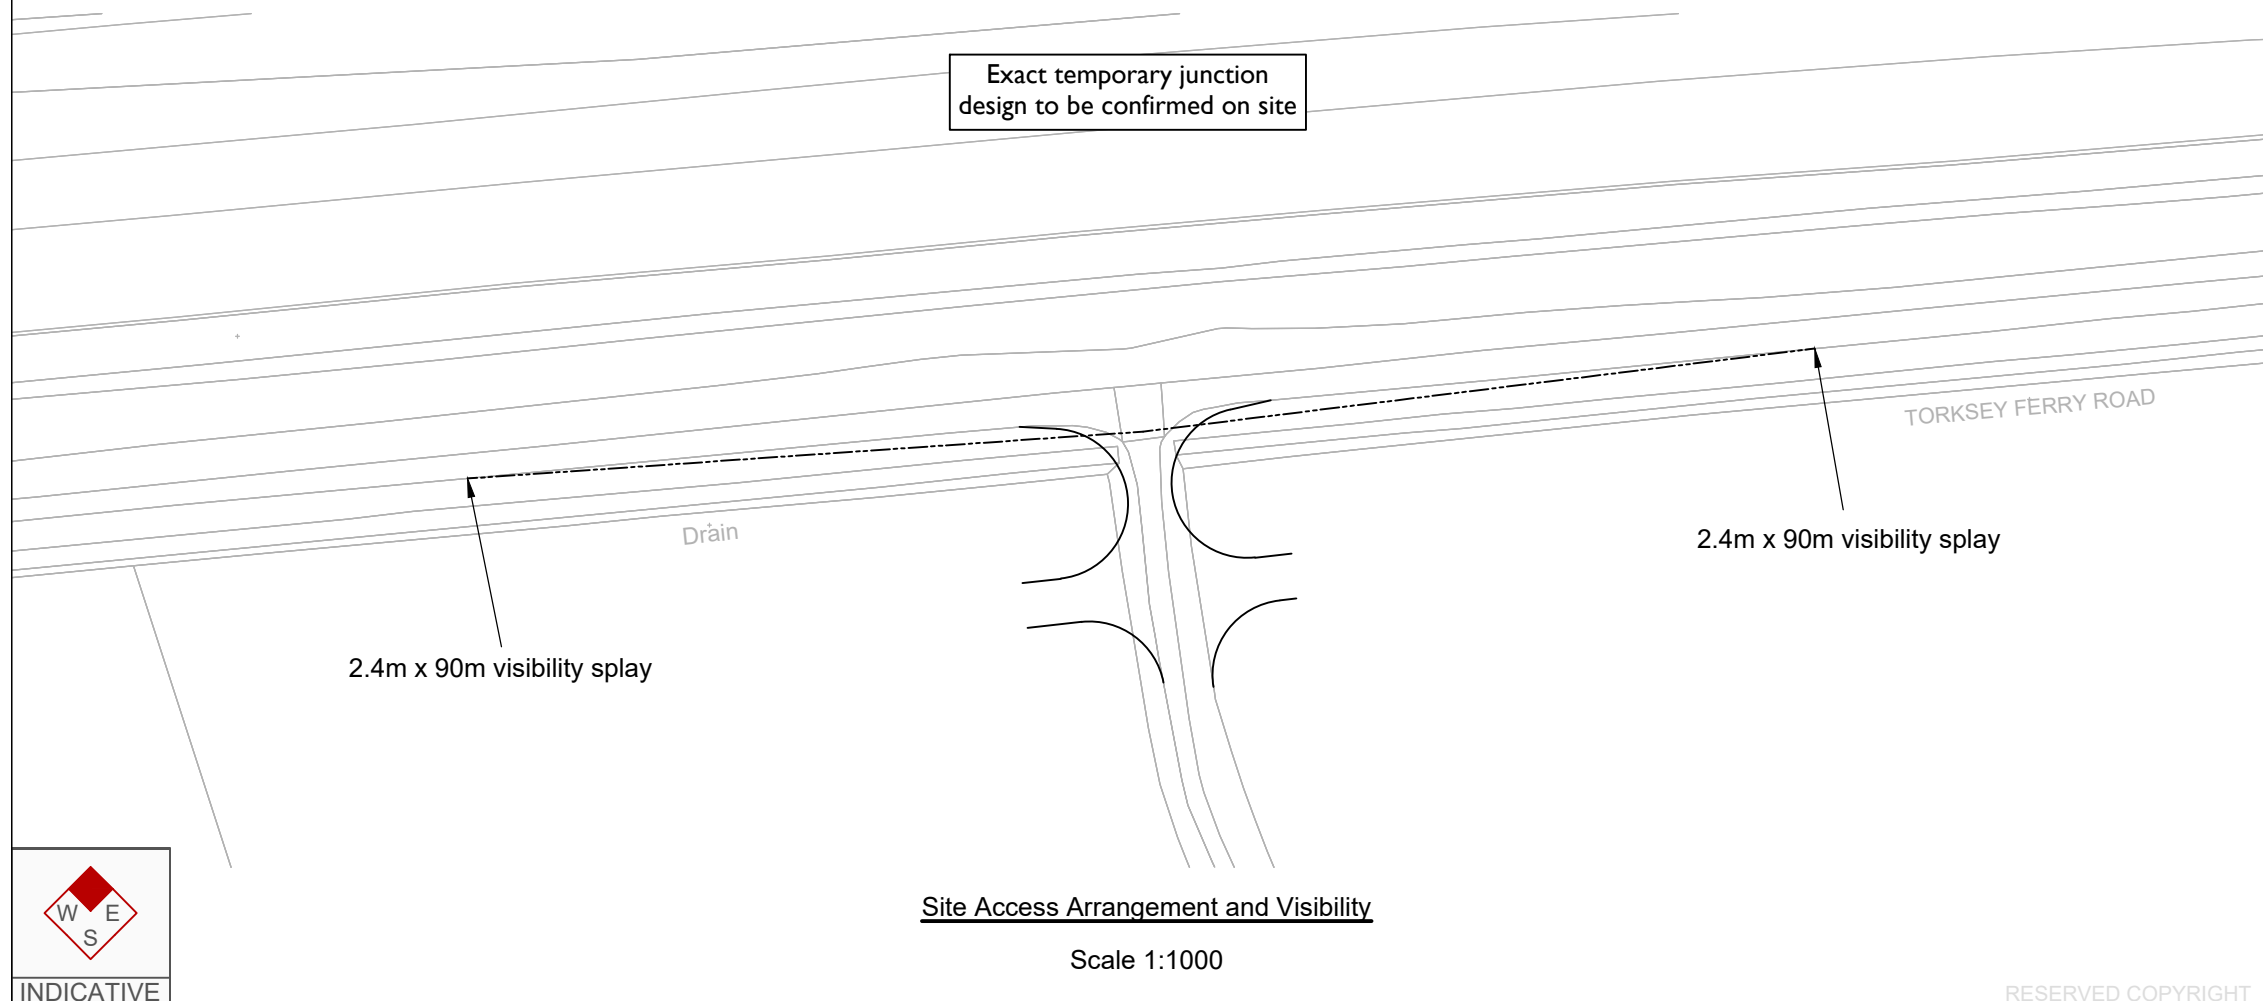 Exact temporary junction
design to be confirmed on site
TORKSEY FERRY ROAD
Drain
2.4m x 90m visibility splay
2.4m x 90m visibility splay
W E
S
INDICATIVE
Site Access Arrangement and Visibility
Scale 1:1000
RESERVED COPYRIGHT